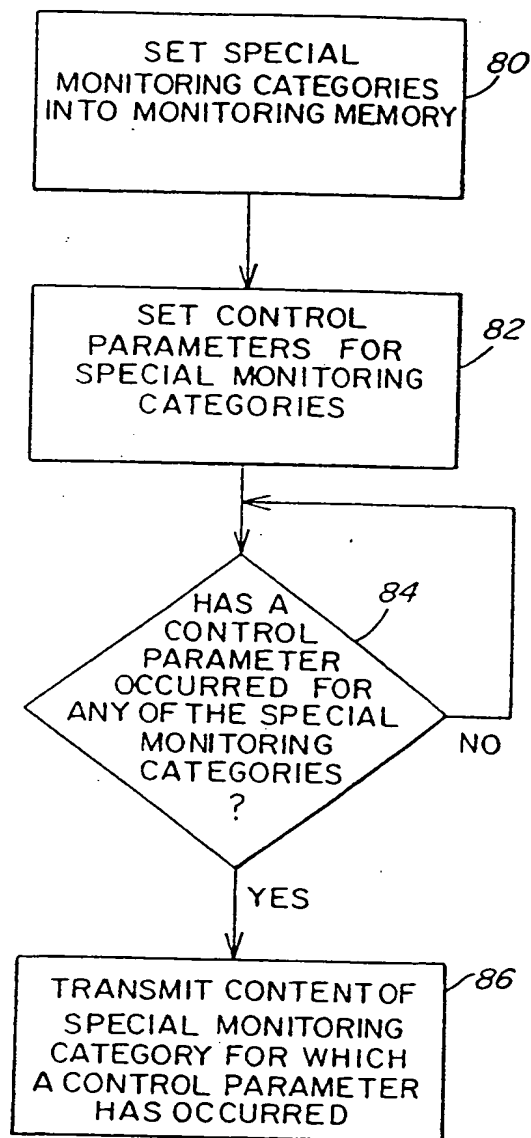 SET SPECIAL
MONITORING CATEGORIES
INTO MONITORING MEMORY
80
SET CONTROL
PARAMETERS FOR
SPECIAL MONITORING
CATEGORIES
82
HAS A
CONTROL
PARAMETER
OCCURRED FOR
ANY OF THE SPECIAL
MONITORING
CATEGORIES
?
84
NO
YES
TRANSMIT CONTENT OF
SPECIAL MONITORING
CATEGORY FOR WHICH
A CONTROL PARAMETER
HAS OCCURRED
86